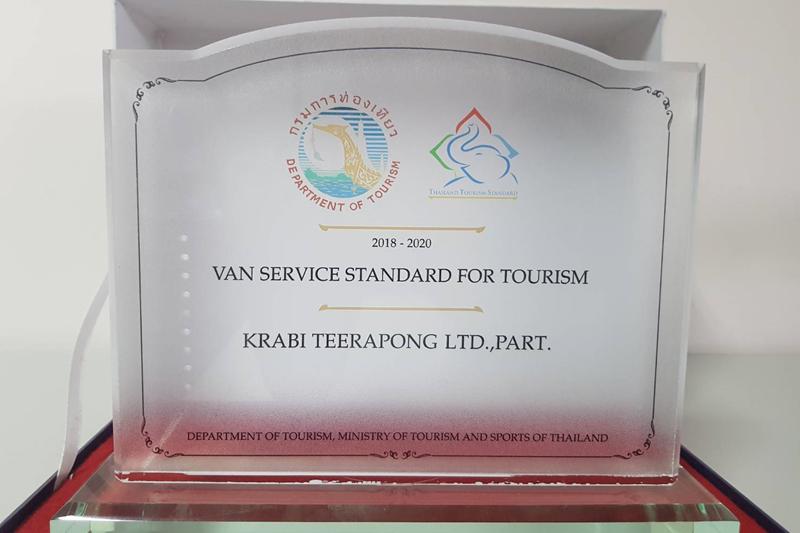 กรมการท่องเที่ยว
DEPARTMENT OF TOURISM
THAILAND TOURISM STANDARD
2018 - 2020
VAN SERVICE STANDARD FOR TOURISM
KRABI TEERAPONG LTD.,PART.
DEPARTMENT OF TOURISM, MINISTRY OF TOURISM AND SPORTS OF THAILAND